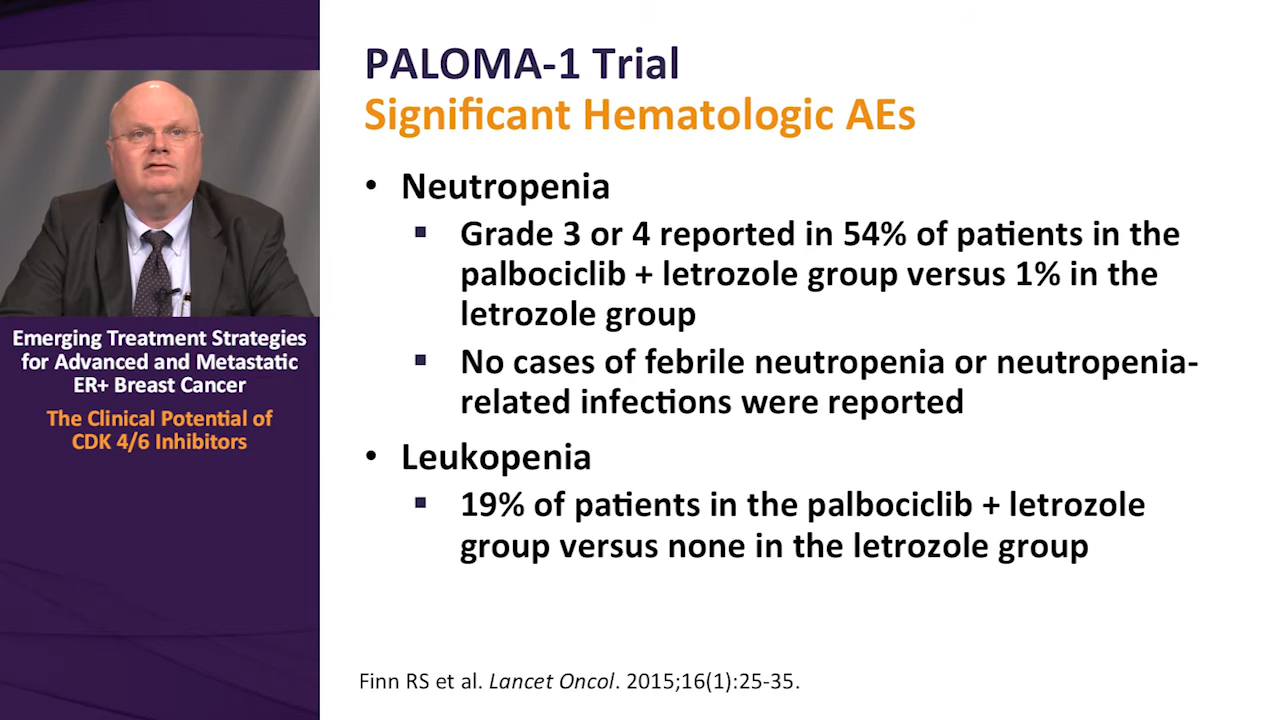 PALOMA-1 Trial
Significant Hematologic AEs
• Neutropenia
▪ Grade 3 or 4 reported in 54% of patients in the
palbociclib + letrozole group versus 1% in the
letrozole group
▪ No cases of febrile neutropenia or neutropenia-
related infections were reported
• Leukopenia
▪ 19% of patients in the palbociclib + letrozole
group versus none in the letrozole group
Finn RS et al. Lancet Oncol. 2015;16(1):25-35.
Emerging Treatment Strategies
for Advanced and Metastatic
ER+ Breast Cancer
The Clinical Potential of
CDK 4/6 Inhibitors